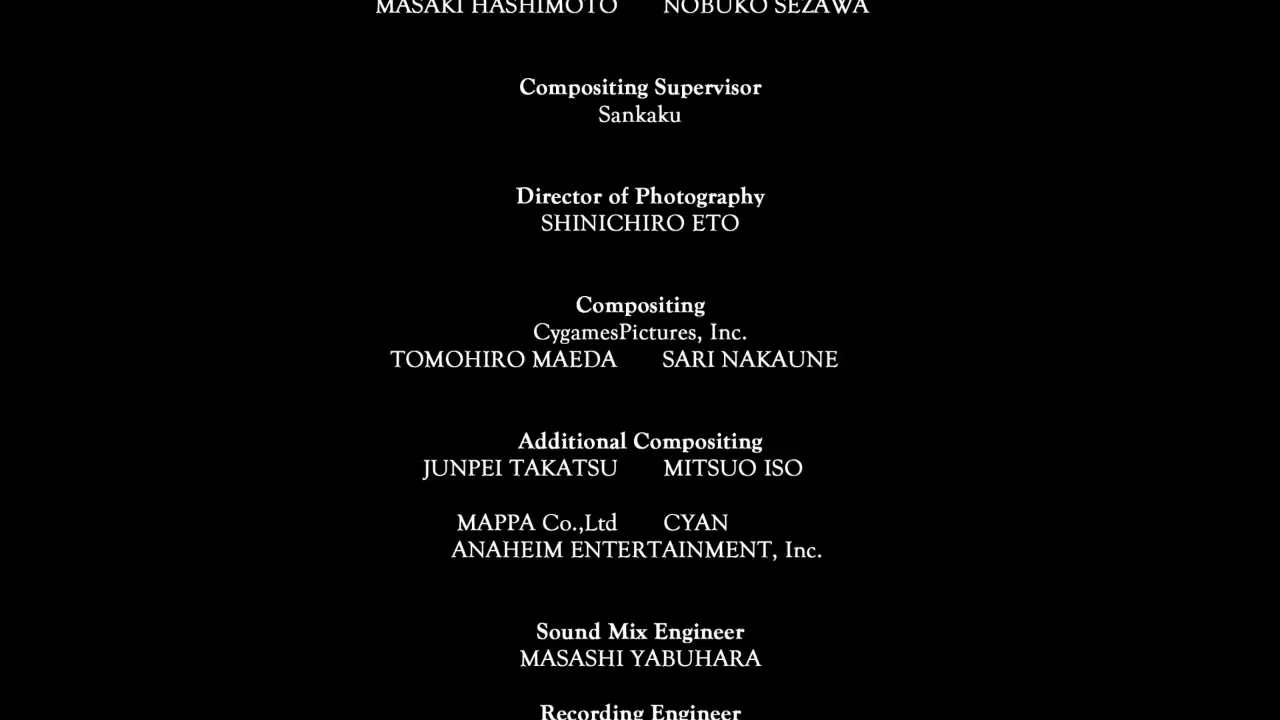 MASAKI HASHIMOTO NOBUKO SEZAWA
Compositing Supervisor
Sankaku
Director of Photography
SHINICHIRO ETO
Compositing
CygamesPictures, Inc.
TOMOHIRO MAEDA SARI NAKAUNE
Additional Compositing
JUNPEI TAKATSU MITSUO ISO
MAPPA Co.,Ltd CYAN
ANAHEIM ENTERTAINMENT, Inc.
Sound Mix Engineer
MASASHI YABUHARA
Recording Engineer